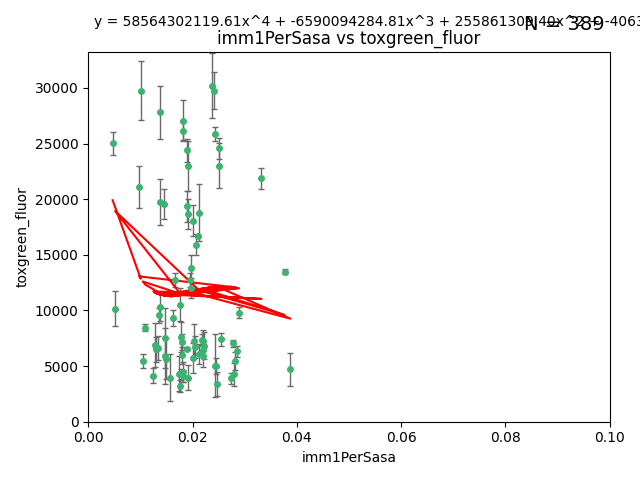 y = 58564302119.61x^4 + -6590094284.81x^3 +
N = 389
imm1PerSasa vs toxgreen_fluor
30000
25000
20000
15000
10000
5000
0
toxgreen_fluor
0.00 0.02 0.04 0.06 0.08 0.10
imm1PerSasa